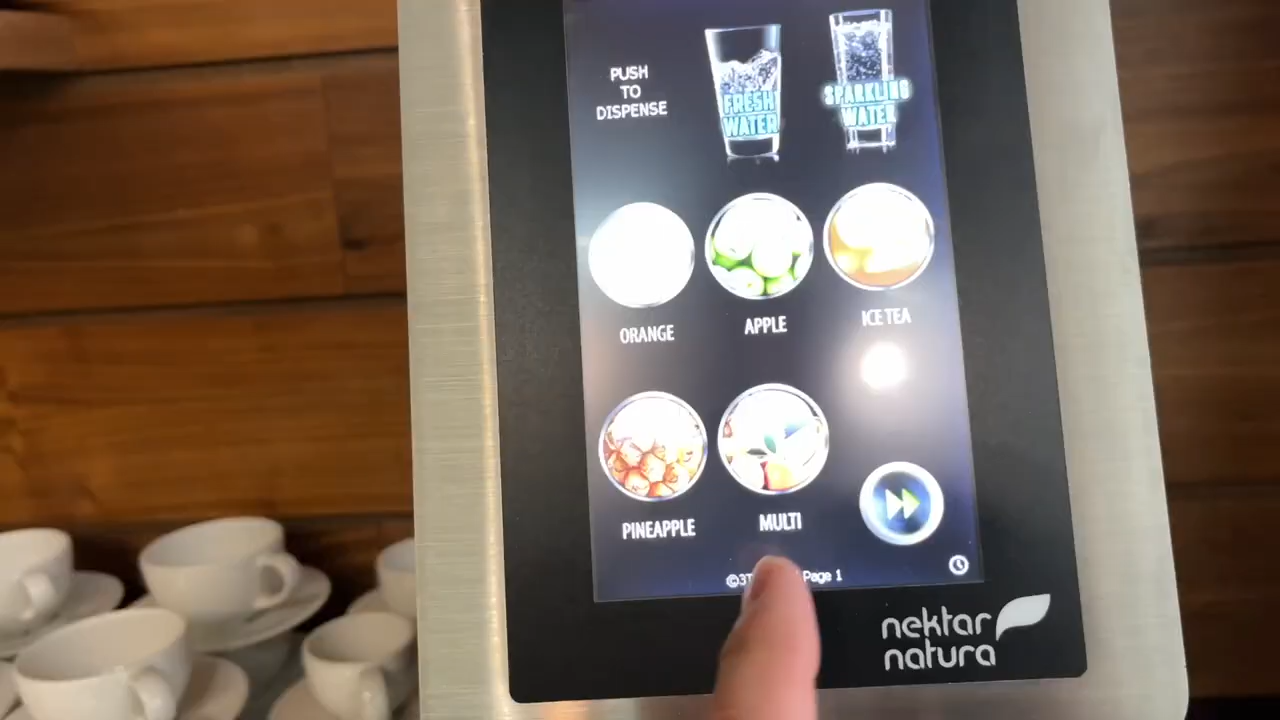 PUSH
TO
DISPENSE
FRESH
WATER
SPARKLING
WATER
ORANGE
APPLE
ICE TEA
PINEAPPLE
MULTI
Page 1
nektar
natura